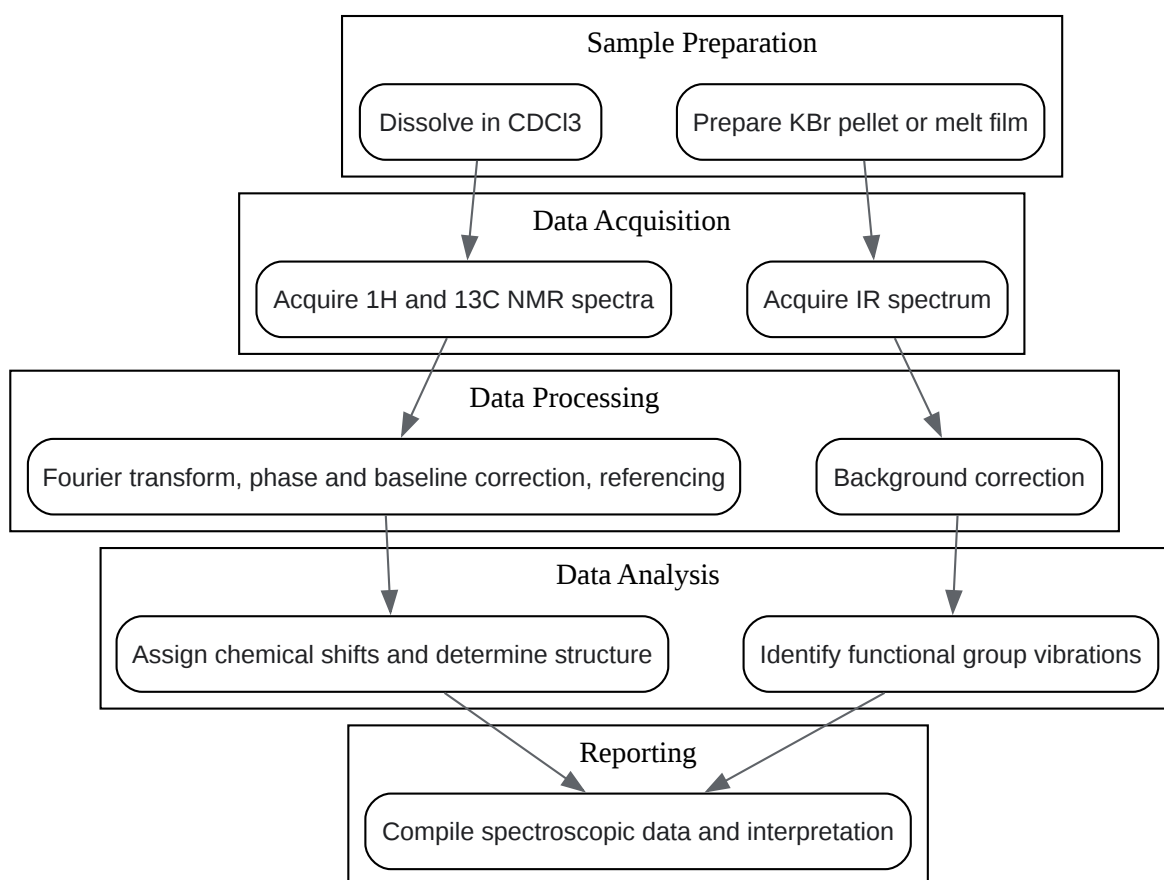 Sample Preparation
Dissolve in CDCl3
Prepare KBr pellet or melt film
Data Acquisition
Acquire 1H and 13C NMR spectra
Acquire IR spectrum
Data Processing
Fourier transform, phase and baseline correction, referencing
Background correction
Data Analysis
Assign chemical shifts and determine structure
Identify functional group vibrations
Reporting
Compile spectroscopic data and interpretation